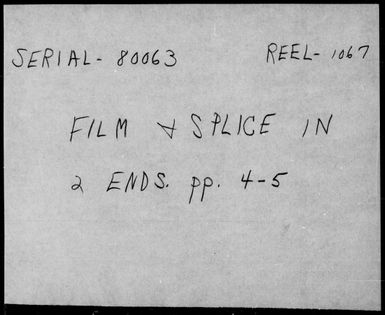 SERIAL- 80063 REEL- 1067
FILM & SPLICE IN
2 ENDS. pp. 4-5